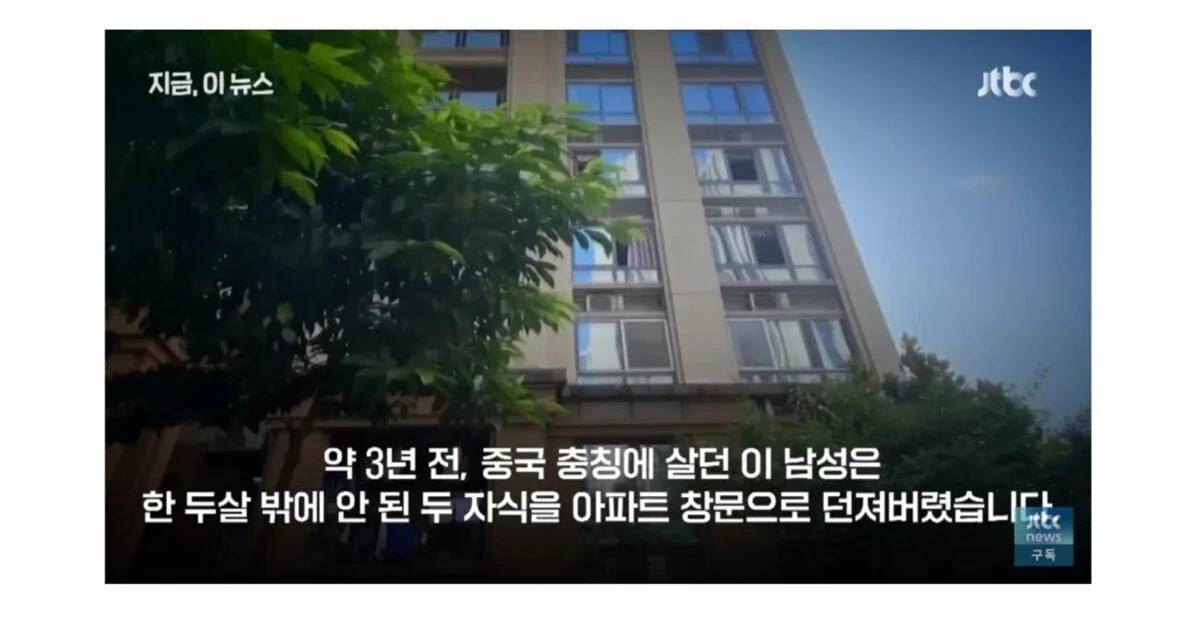 지금, 이 뉴스
jtbc
약 3년 전, 중국 충칭에 살던 이 남성은
한 두살 밖에 안 된 두 자식을 아파트 창문으로 던져버렸습니다
jtbc
news
구독